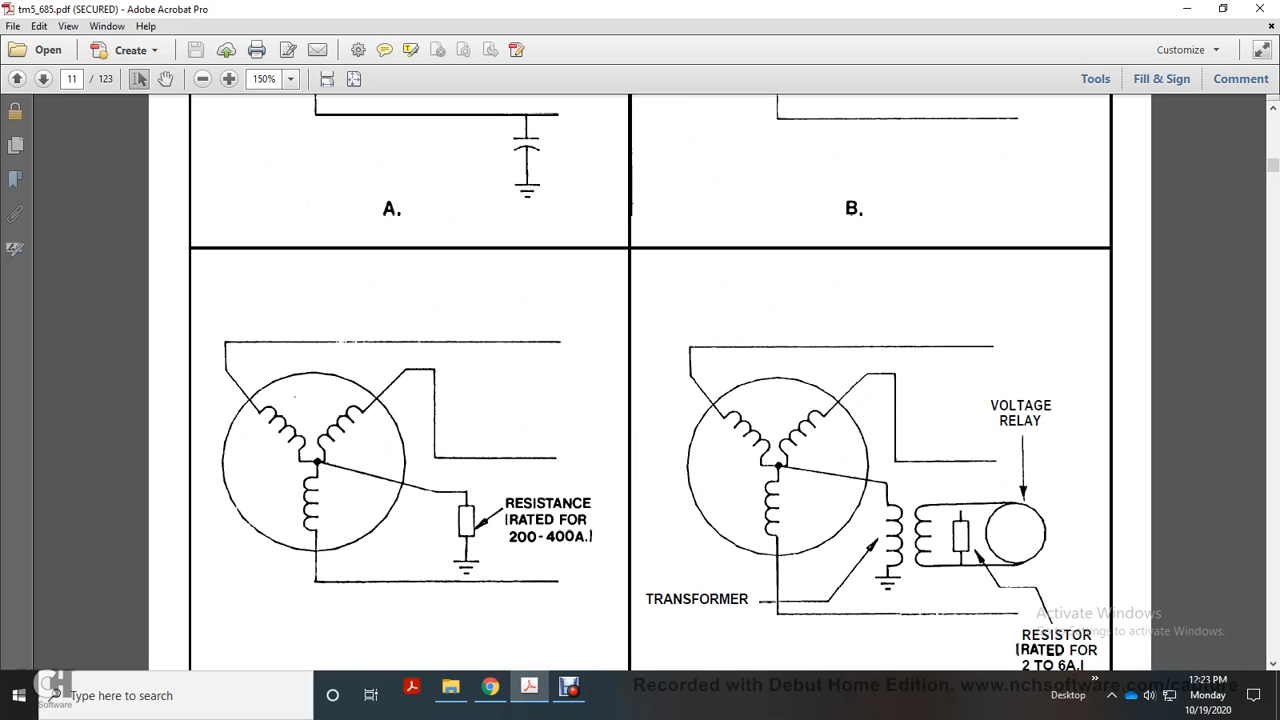 tm5_685.pdf (SECURED) - Adobe Acrobat Pro
File Edit View Window Help
Open Create Customize
11 / 123 150% Tools Fill & Sign Comment
A. B.
VOLTAGE
RELAY
RESISTANCE
(RATED FOR
200-400A.)
TRANSFORMER
Activate Windows
Go to Settings to activate Windows.
RESISTOR
(RATED FOR
2 TO 6A.)
Software
Type here to search
Recorded with Debut Home Edition. www.nchsoftware.com/capture
Desktop
12:23 PM
Monday
10/19/2020